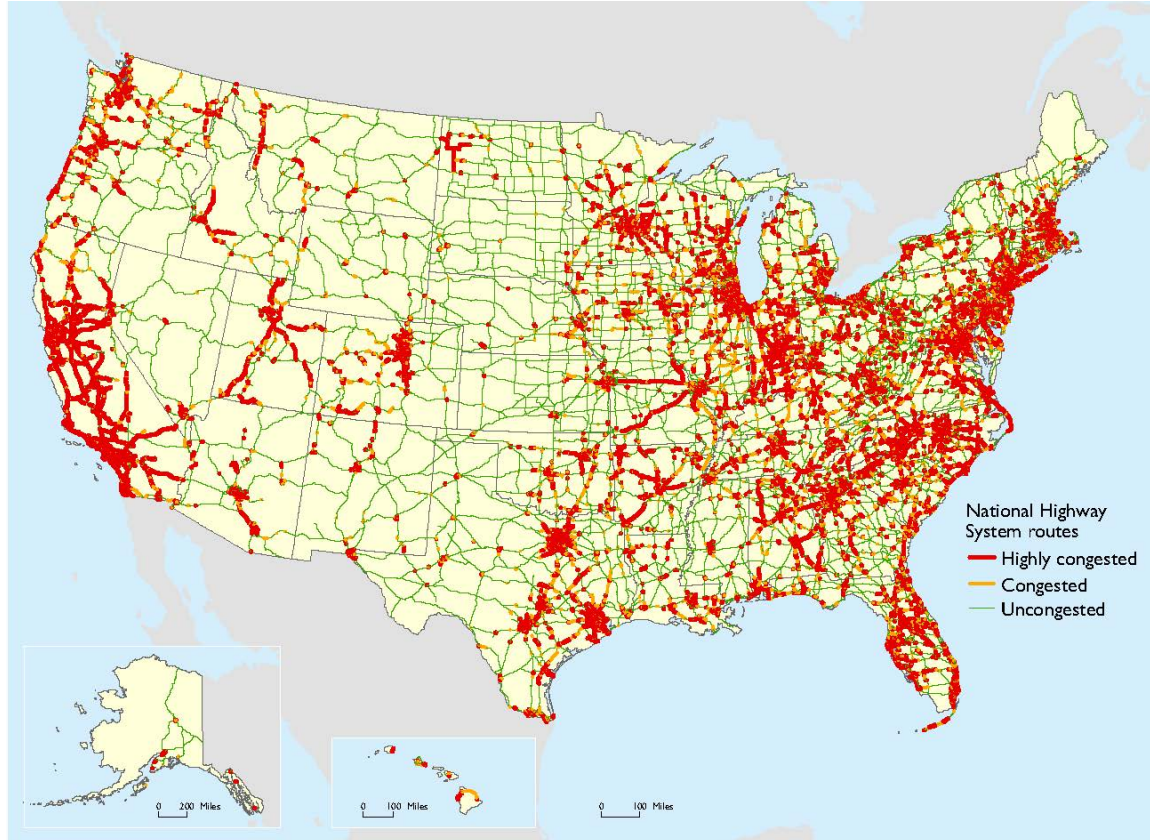 National Highway
System routes
Highly congested
Congested
Uncongested
0 200 Miles
0 100 Miles
0 100 Miles